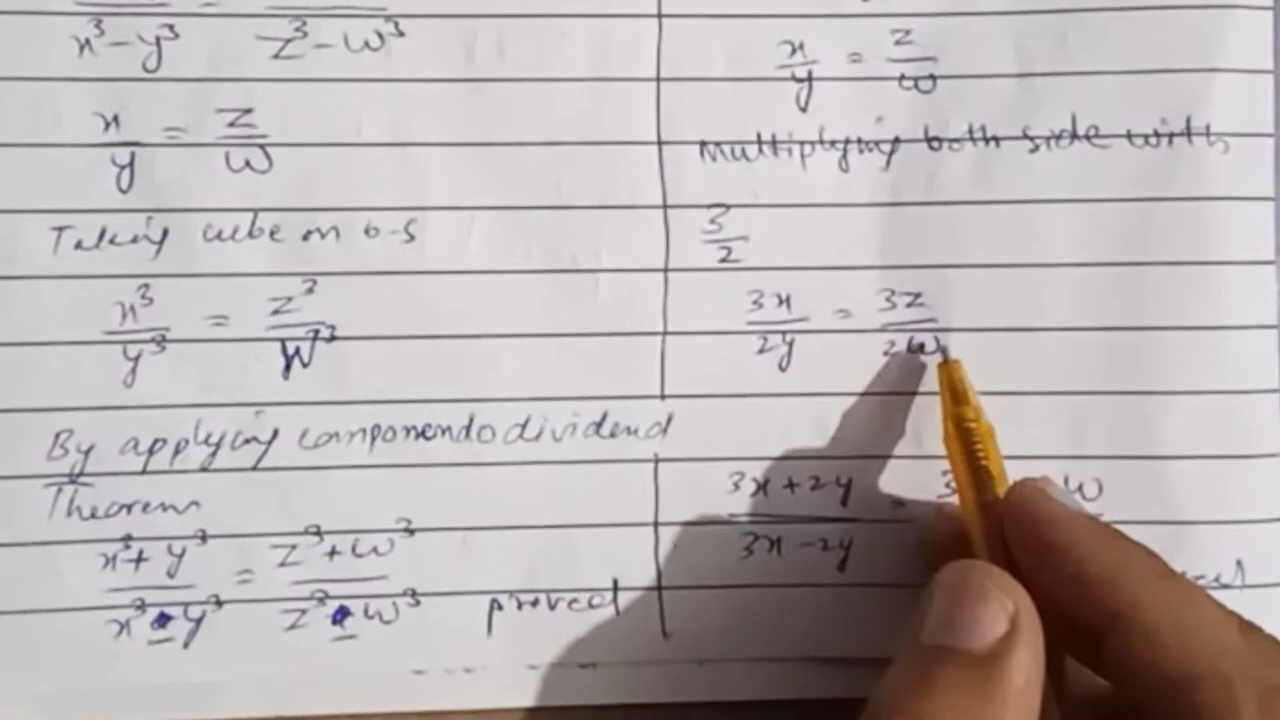 x³-y³ z³-w³
x/y = z/w
Taking cube on b-s
x³/y³ = z³/w³
By applying componendo dividend
Theorem
x³+y³/x³-y³ = z³+w³/z³-w³ proved
x/y = z/w
Multiplying both side with
3/2
3x/2y = 3z/2w
3x+2y/3x-2y =